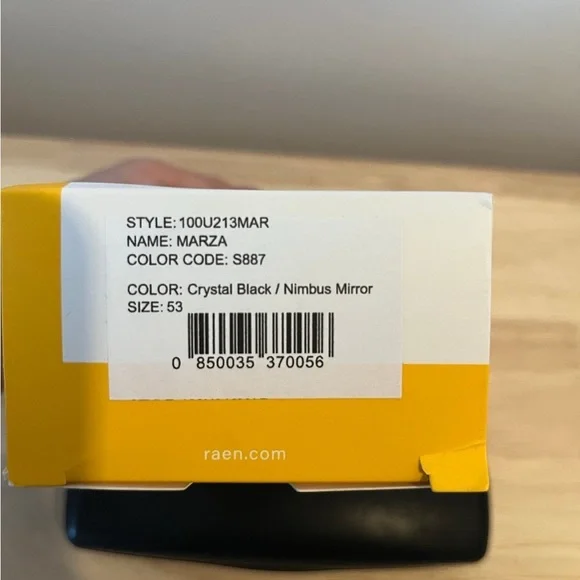 STYLE: 100U213MAR
NAME: MARZA
COLOR CODE: S887
COLOR: Crystal Black / Nimbus Mirror
SIZE: 53
0 850035 370056
raen.com